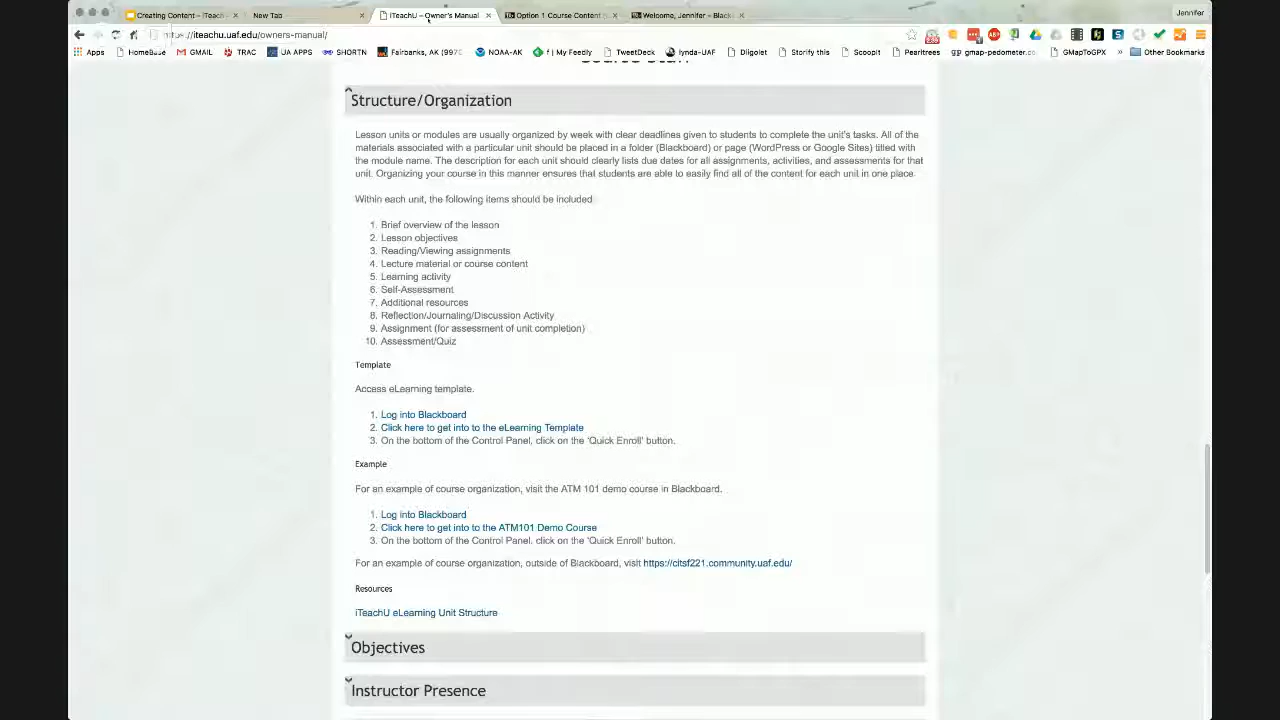 Creating Content – iTeach
New Tab
iTeachU – Owner's Manual
Option 1 Course Content
Welcome, Jennifer – Black
Jennifer
https://iteachu.uaf.edu/owners-manual/
Apps
HomeBase
GMAIL
TRAC
UA APPS
SHORTN
Fairbanks, AK (997
NOAA-AK
f | My Feedly
TweetDeck
lynda-UAF
Diigolet
Storify this
Scoopit
Pearltrees
gmap-pedometer.co
GMapToGPX
»
Other Bookmarks
Structure/Organization
Lesson units or modules are usually organized by week with clear deadlines given to students to complete the unit's tasks. All of the
materials associated with a particular unit should be placed in a folder (Blackboard) or page (WordPress or Google Sites) titled with
the module name. The description for each unit should clearly lists due dates for all assignments, activities, and assessments for that
unit. Organizing your course in this manner ensures that students are able to easily find all of the content for each unit in one place.
Within each unit, the following items should be included
1. Brief overview of the lesson
2. Lesson objectives
3. Reading/Viewing assignments
4. Lecture material or course content
5. Learning activity
6. Self-Assessment
7. Additional resources
8. Reflection/Journaling/Discussion Activity
9. Assignment (for assessment of unit completion)
10. Assessment/Quiz
Template
Access eLearning template.
1. Log into Blackboard
2. Click here to get into to the eLearning Template
3. On the bottom of the Control Panel, click on the 'Quick Enroll' button.
Example
For an example of course organization, visit the ATM 101 demo course in Blackboard.
1. Log into Blackboard
2. Click here to get into to the ATM101 Demo Course
3. On the bottom of the Control Panel, click on the 'Quick Enroll' button.
For an example of course organization, outside of Blackboard, visit https://citsf221.community.uaf.edu/
Resources
iTeachU eLearning Unit Structure
Objectives
Instructor Presence